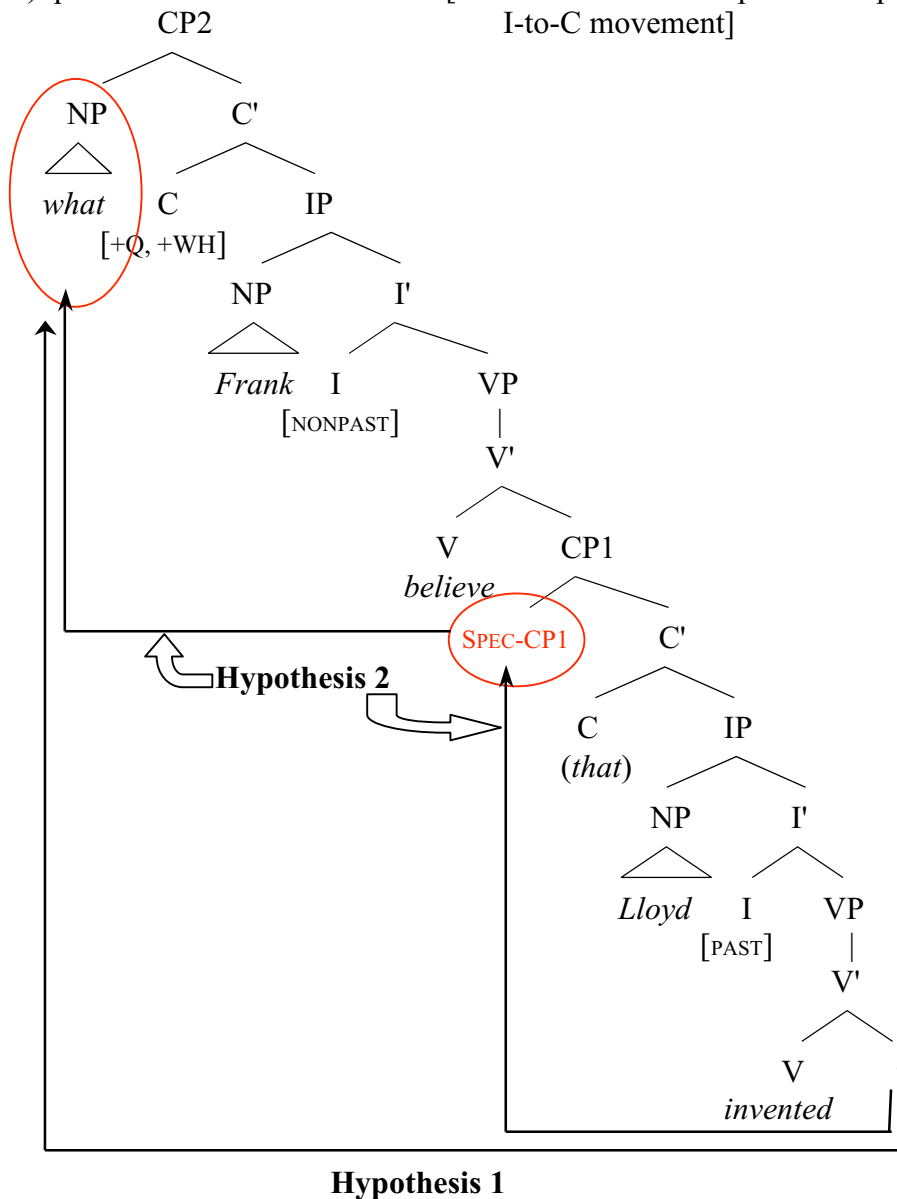 CP2 I-to-C movement]
NP C'
what C IP
[+Q, +WH]
NP I'
Frank I VP
[NONPAST]
V'
V CP1
believe
SPEC-CP1 C'
Hypothesis 2
C IP
(that)
NP I'
Lloyd I VP
[PAST]
V'
V
invented
Hypothesis 1